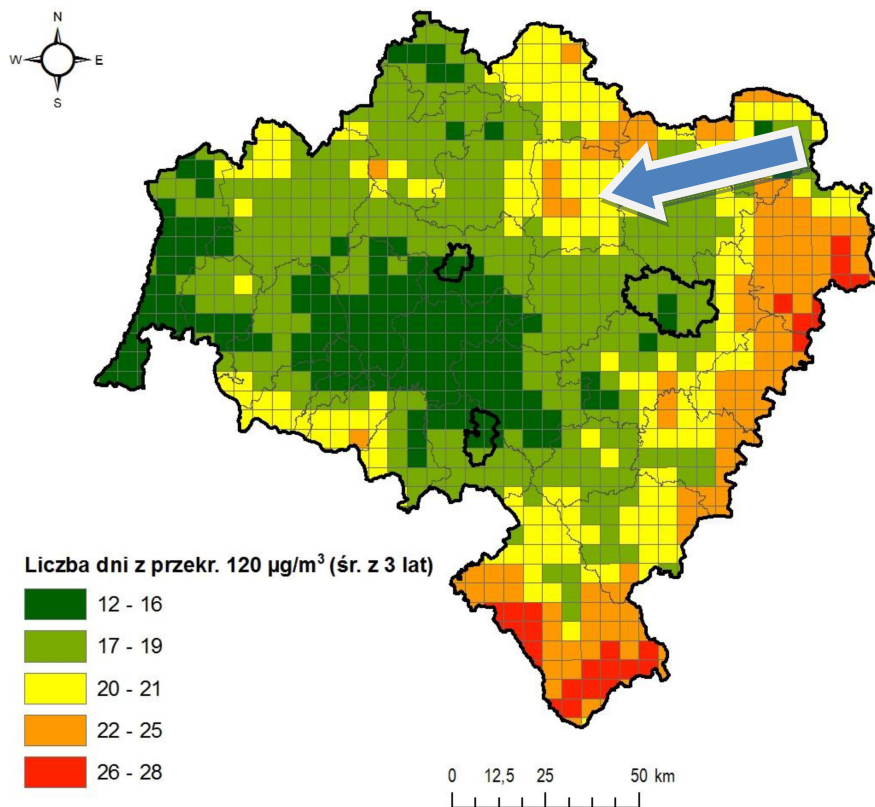 N
W E
S
Liczba dni z przekr. 120 µg/m³ (śr. z 3 lat)
12 - 16
17 - 19
20 - 21
22 - 25
26 - 28
0 12,5 25 50 km